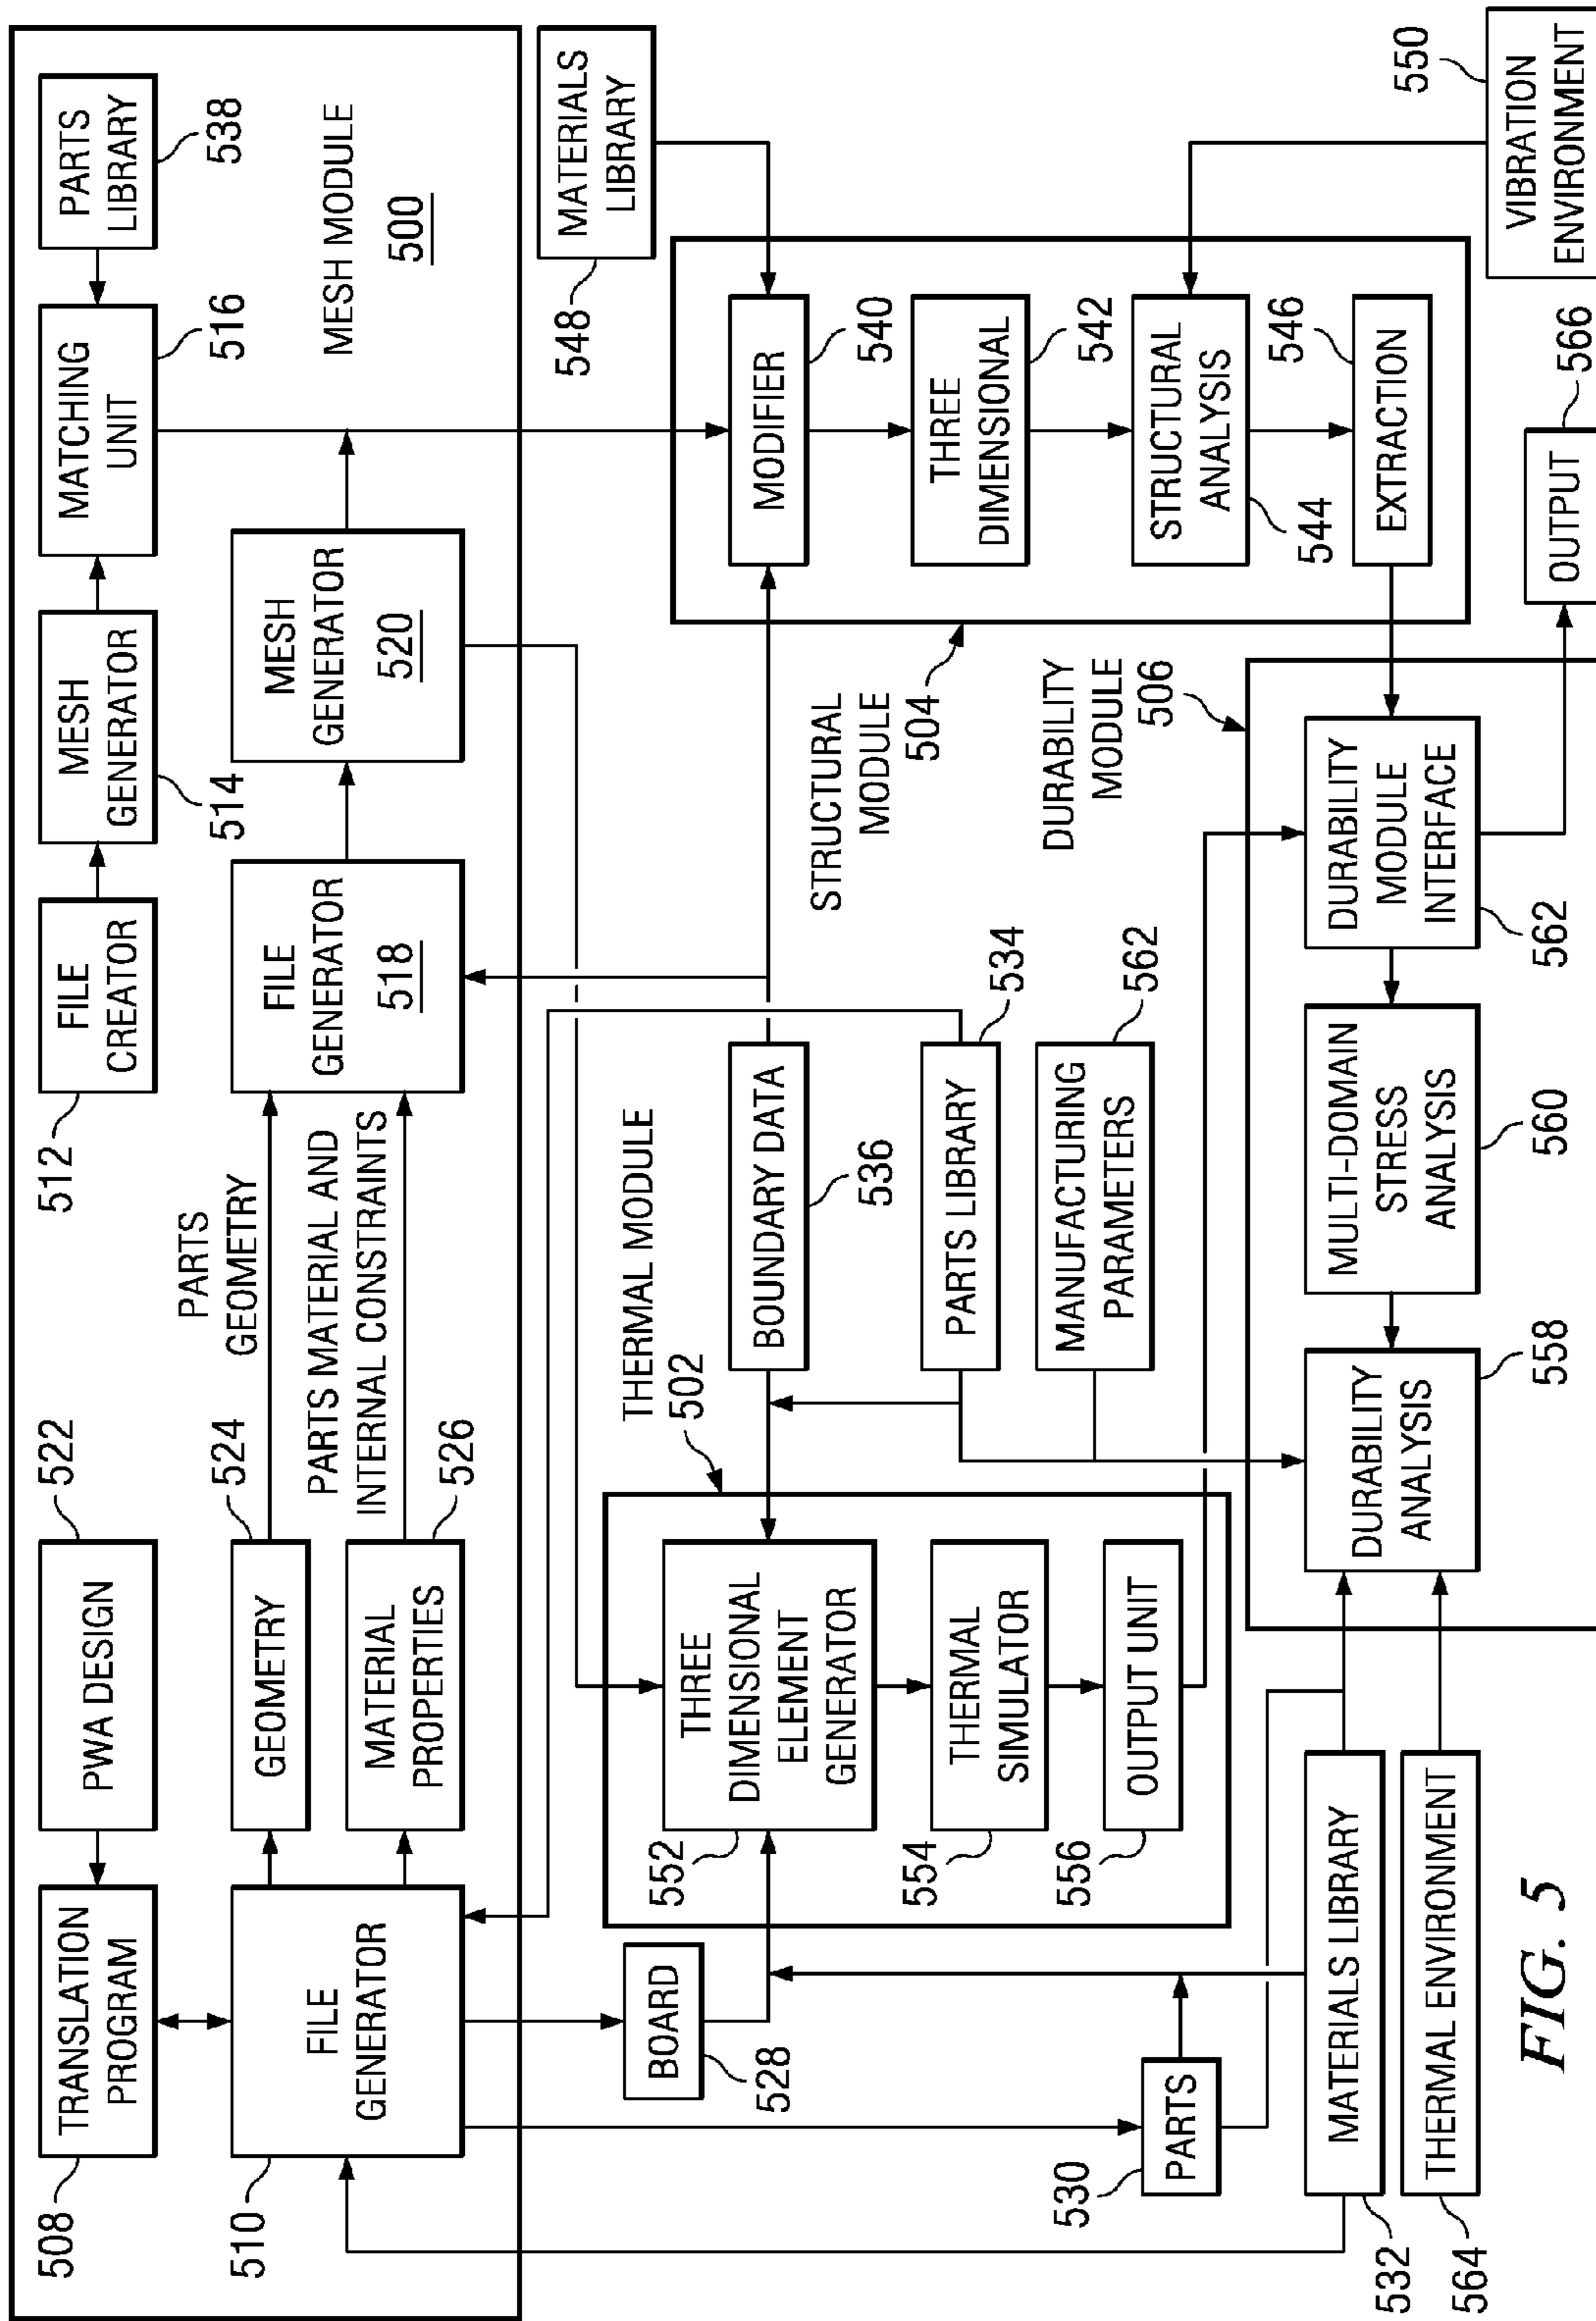 508
TRANSLATION
PROGRAM
PWA DESIGN
522
512
FILE
CREATOR
MESH
GENERATOR
514
MATCHING
UNIT
516
PARTS
LIBRARY
538
510
FILE
GENERATOR
GEOMETRY
524
PARTS
GEOMETRY
MATERIAL
PROPERTIES
526
PARTS MATERIAL AND
INTERNAL CONSTRAINTS
FILE
GENERATOR
518
MESH
GENERATOR
520
MESH MODULE
500
BOARD
528
THERMAL MODULE
502
THREE
DIMENSIONAL
ELEMENT
GENERATOR
552
THERMAL
SIMULATOR
554
OUTPUT UNIT
556
BOUNDARY DATA
536
PARTS LIBRARY
534
MANUFACTURING
PARAMETERS
562
STRUCTURAL
MODULE
504
MATERIALS
LIBRARY
548
MODIFIER
540
THREE
DIMENSIONAL
542
STRUCTURAL
ANALYSIS
544
EXTRACTION
546
VIBRATION
ENVIRONMENT
550
530
PARTS
MATERIALS LIBRARY
532
THERMAL ENVIRONMENT
564
DURABILITY
MODULE
506
DURABILITY
ANALYSIS
558
MULTI-DOMAIN
STRESS
ANALYSIS
560
DURABILITY
MODULE
INTERFACE
562
OUTPUT
566
FIG. 5